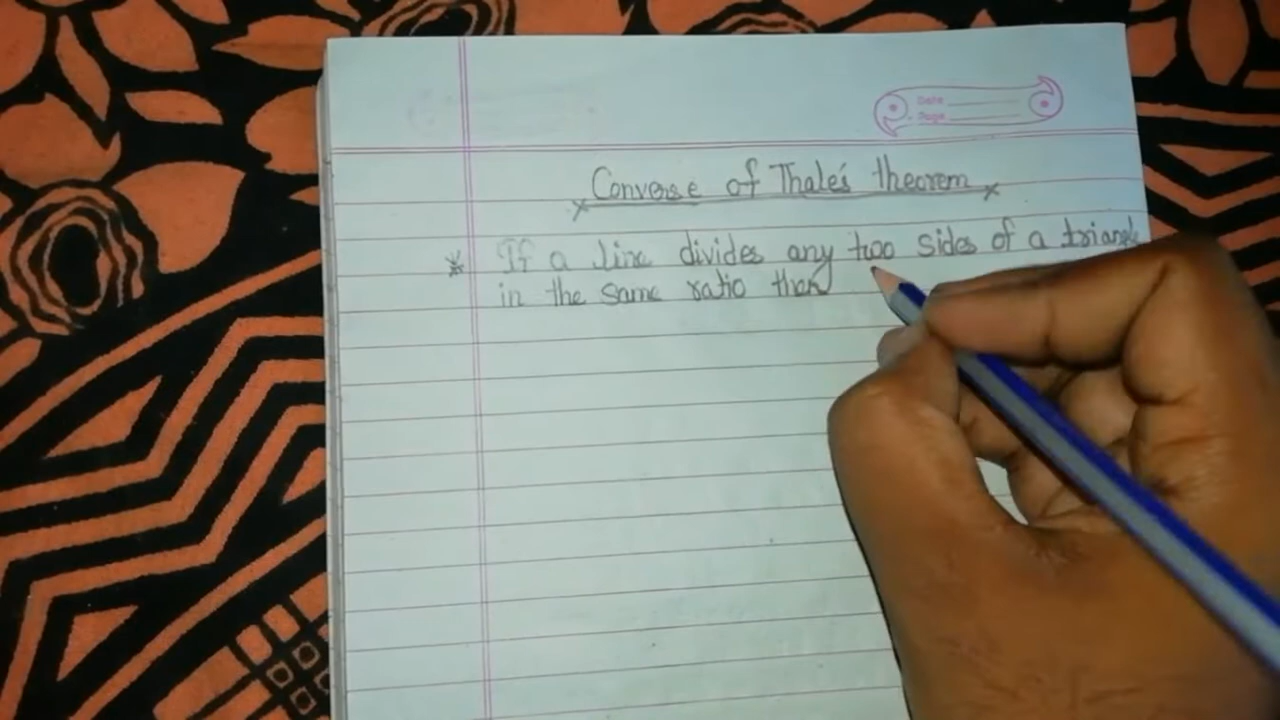 Date
Page
Converse of Thale's theorem
If a line divides any two sides of a triangle
in the same ratio then